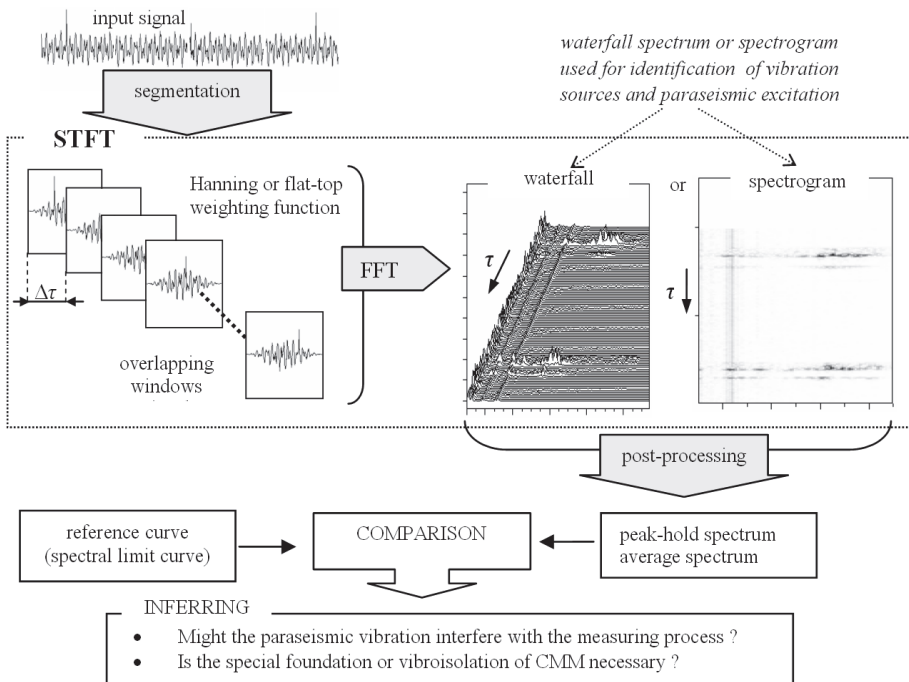 input signal
segmentation
waterfall spectrum or spectrogram
used for identification of vibration
sources and paraseismic excitation
STFT
Hanning or flat-top
weighting function
Δτ
overlapping
windows
FFT
waterfall
or
spectrogram
τ
τ
post-processing
reference curve
(spectral limit curve)
COMPARISON
peak-hold spectrum
average spectrum
INFERRING
• Might the paraseismic vibration interfere with the measuring process ?
• Is the special foundation or vibroisolation of CMM necessary ?